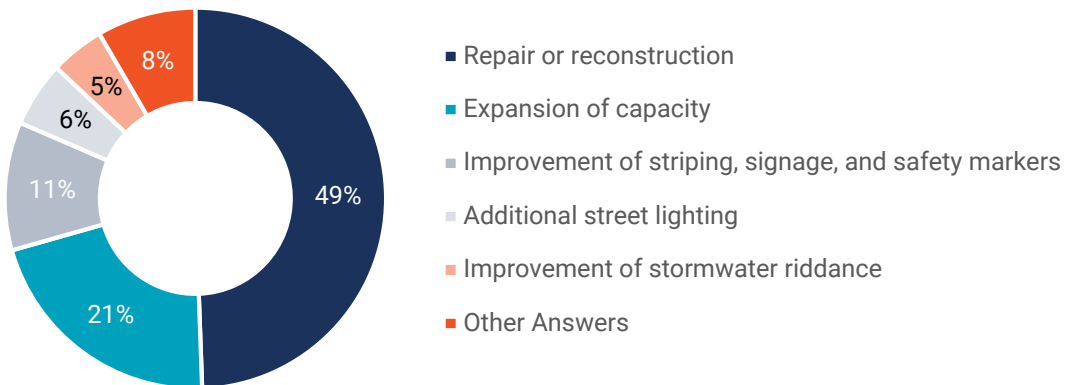 8%
5%
6%
11%
21%
49%
Repair or reconstruction
Expansion of capacity
Improvement of striping, signage, and safety markers
Additional street lighting
Improvement of stormwater riddance
Other Answers